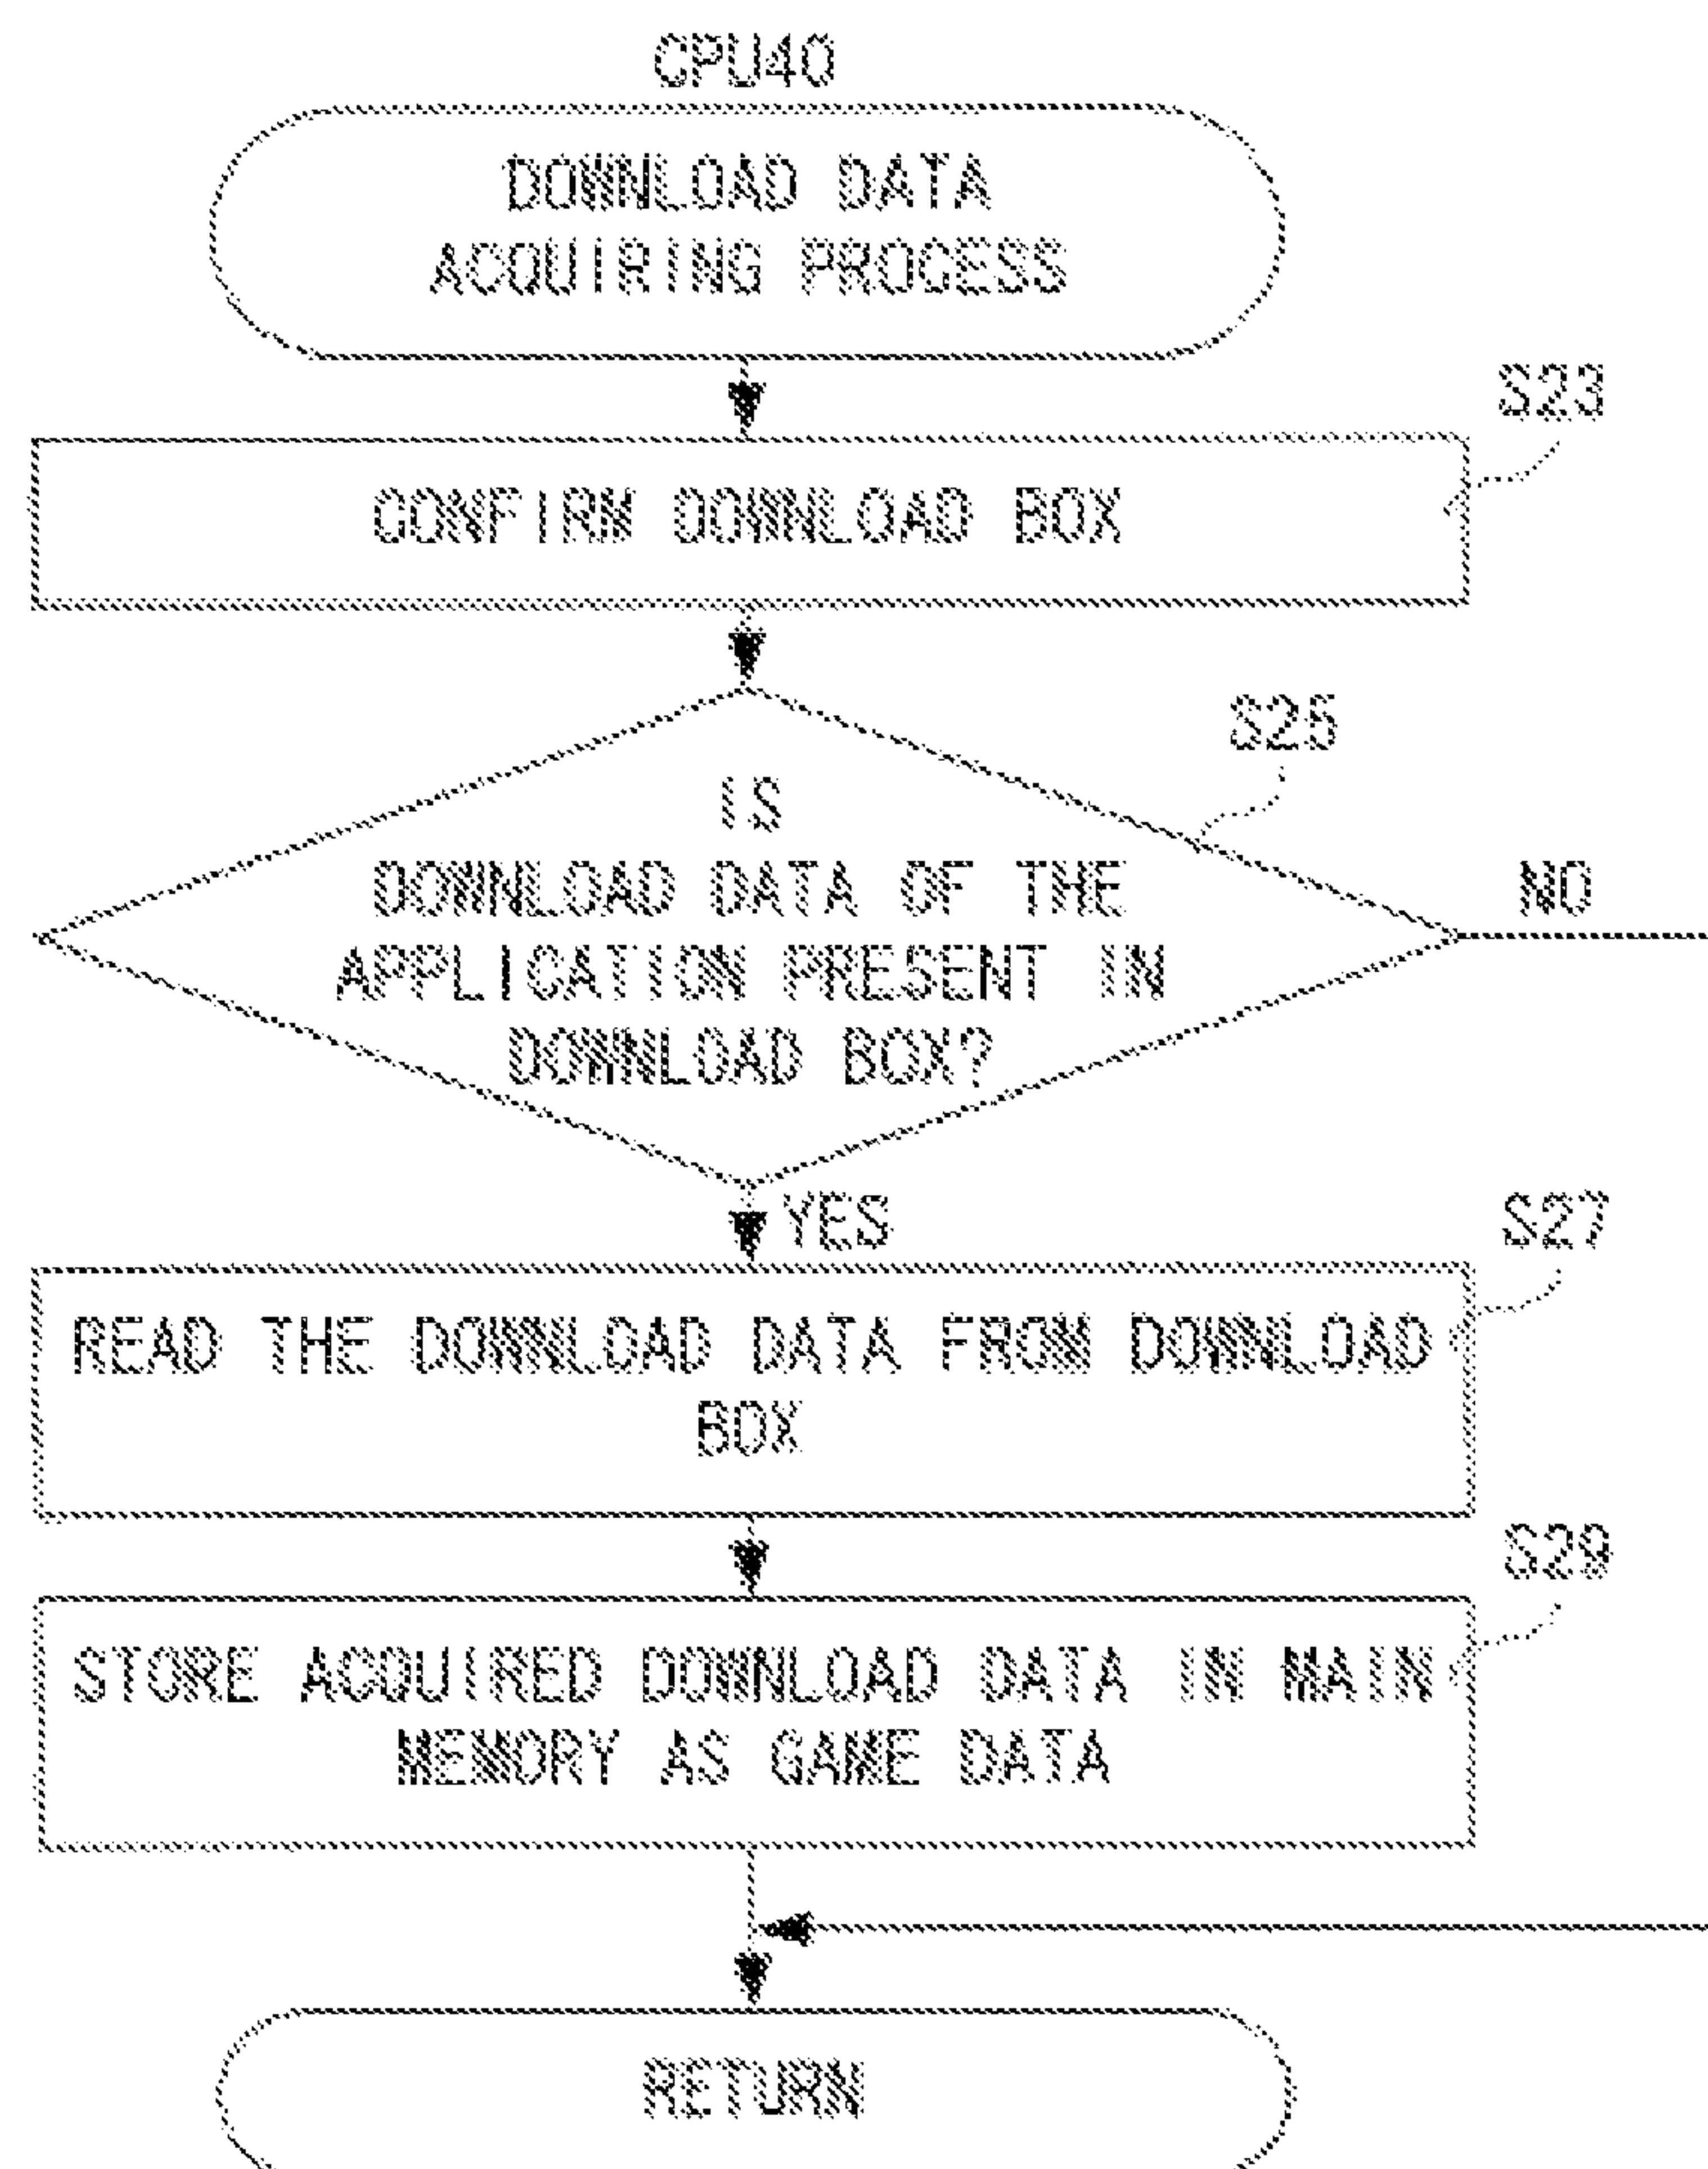 CPU40
DOWNLOAD DATA
ACQUIRING PROCESS
S23
CONFIRM DOWNLOAD BOX
S25
IS
DOWNLOAD DATA OF THE
APPLICATION PRESENT IN
DOWNLOAD BOX?
NO
YES
S27
READ THE DOWNLOAD DATA FROM DOWNLOAD
BOX
S29
STORE ACQUIRED DOWNLOAD DATA IN MAIN
MEMORY AS GAME DATA
RETURN